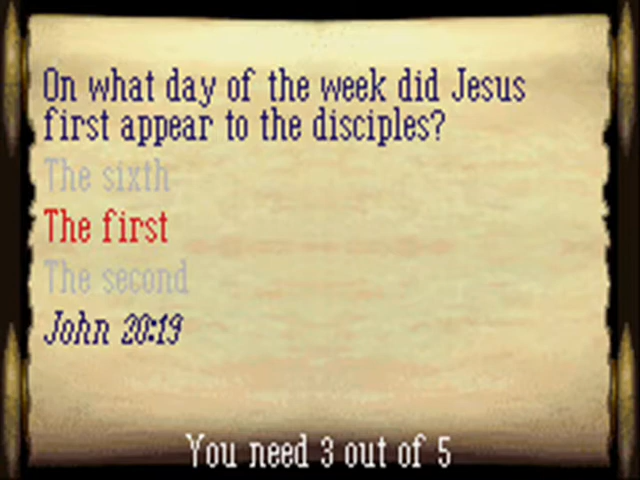 On what day of the week did Jesus
first appear to the disciples?
The sixth
The first
The second
John 20:19
You need 3 out of 5